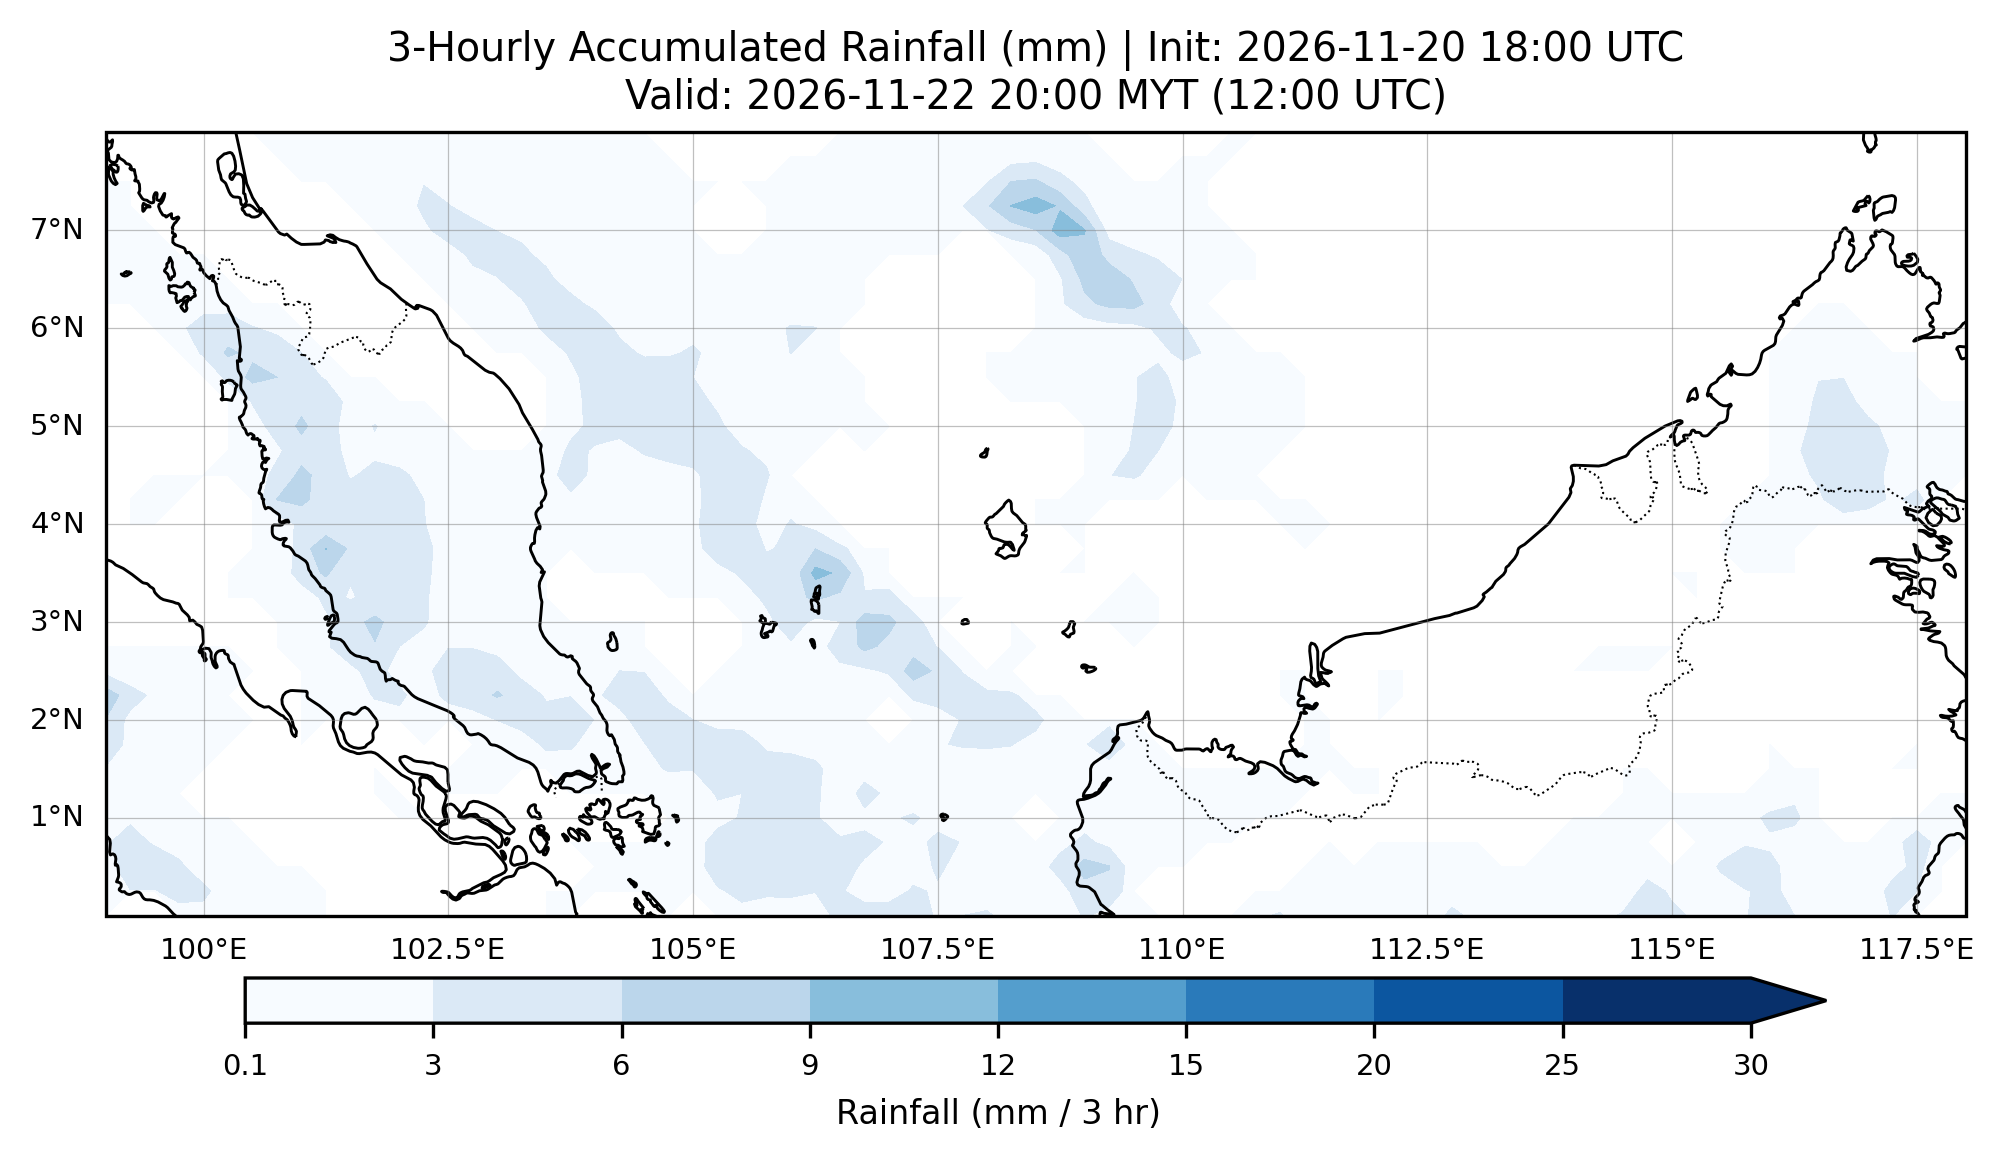 3-Hourly Accumulated Rainfall (mm) | Init: 2026-11-20 18:00 UTC
Valid: 2026-11-22 20:00 MYT (12:00 UTC)
7°N
6°N
5°N
4°N
3°N
2°N
1°N
100°E 102.5°E 105°E 107.5°E 110°E 112.5°E 115°E 117.5°E
0.1 3 6 9 12 15 20 25 30
Rainfall (mm / 3 hr)